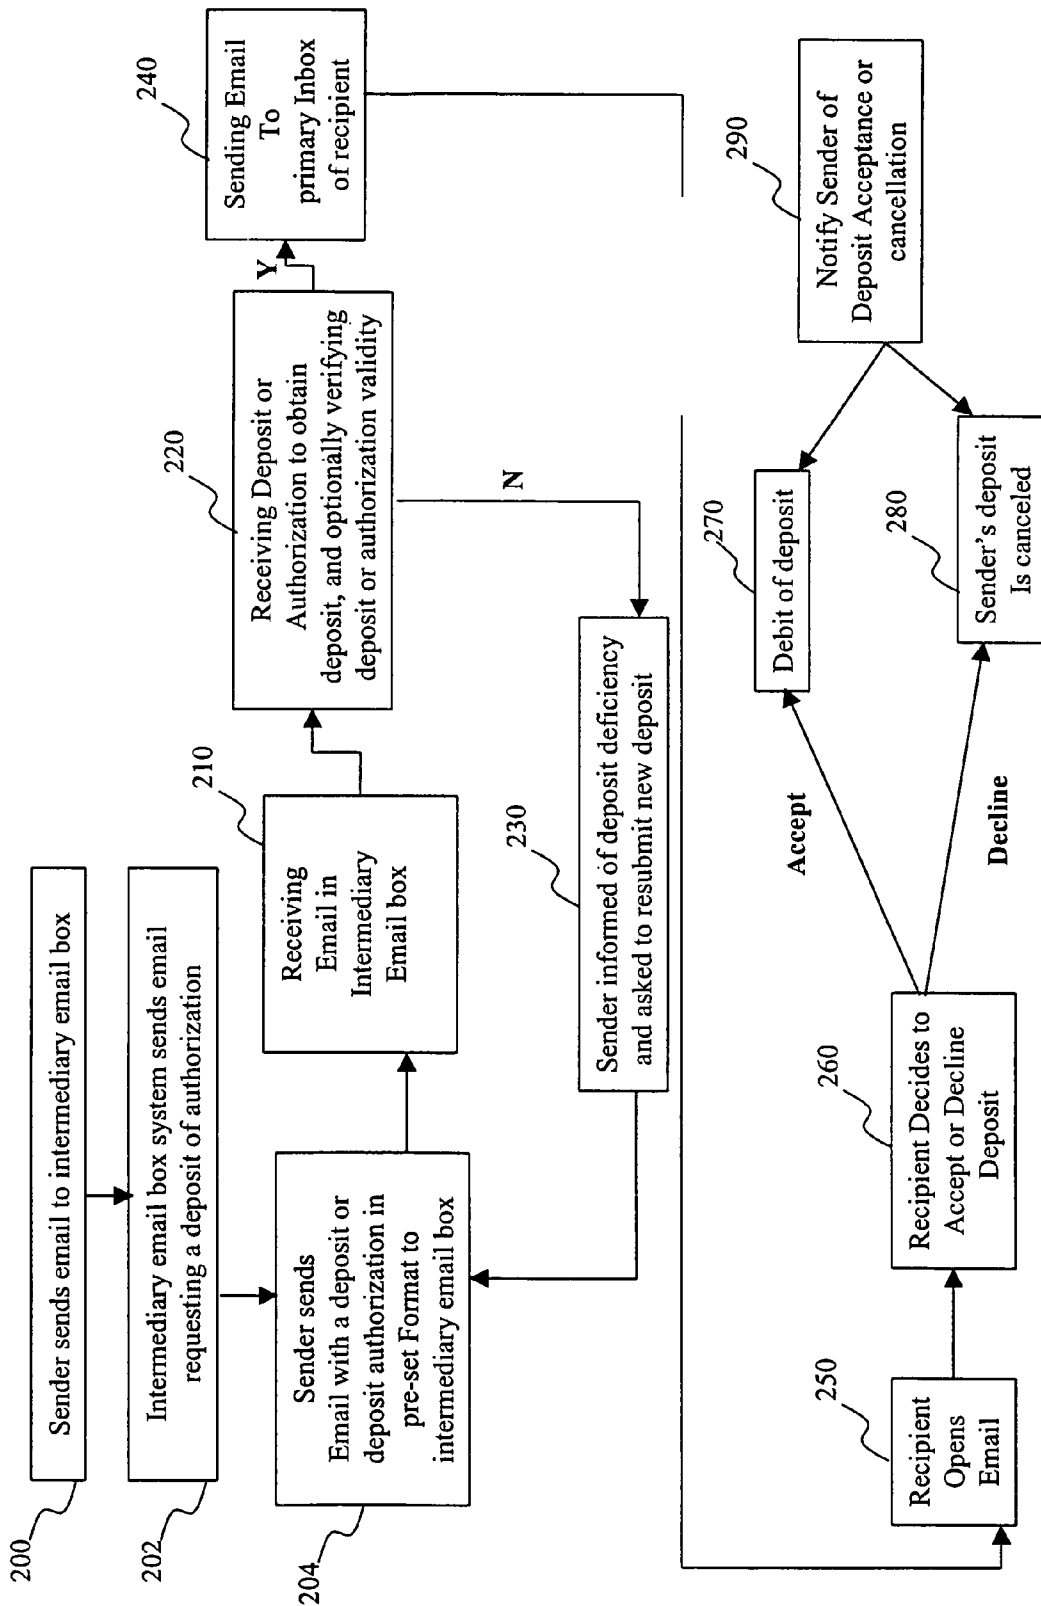 200
Sender sends email to intermediary email box
202
Intermediary email box system sends email
requesting a deposit of authorization
204
Sender sends
Email with a deposit or
deposit authorization in
pre-set Format to
intermediary email box
210
Receiving
Email in
Intermediary
Email box
220
Receiving Deposit or
Authorization to obtain
deposit, and optionally verifying
deposit or authorization validity
Y
N
230
Sender informed of deposit deficiency
and asked to resubmit new deposit
240
Sending Email
To
primary Inbox
of recipient
250
Recipient
Opens
Email
260
Recipient Decides to
Accept or Decline
Deposit
Accept
Decline
270
Debit of deposit
280
Sender's deposit
Is canceled
290
Notify Sender of
Deposit Acceptance or
cancellation